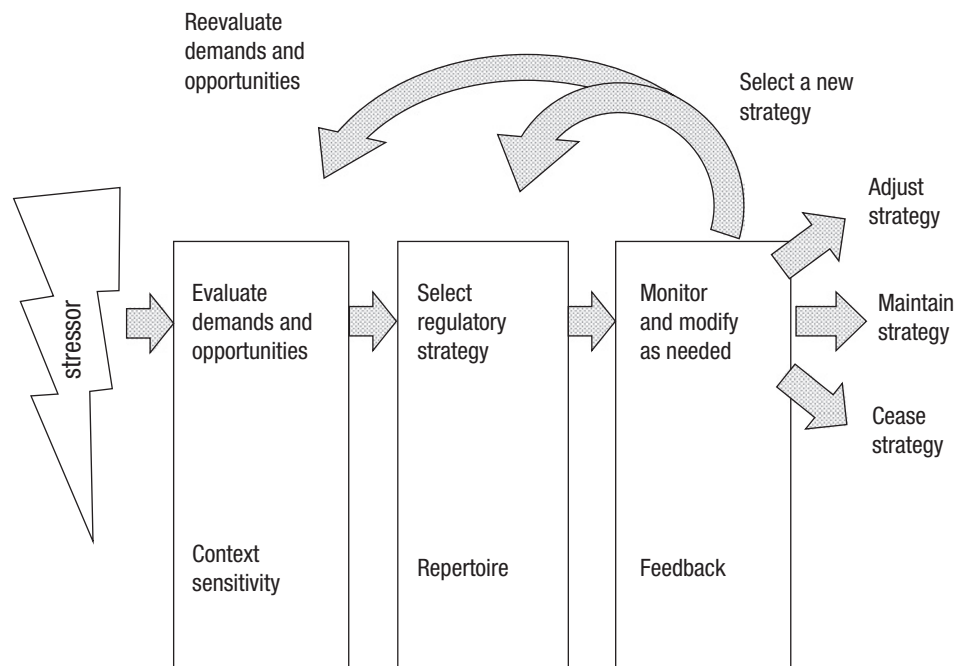 Reevaluate
demands and
opportunities
Select a new
strategy
Adjust
strategy
stressor
Evaluate
demands and
opportunities
Select
regulatory
strategy
Monitor
and modify
as needed
Maintain
strategy
Cease
strategy
Context
sensitivity
Repertoire
Feedback